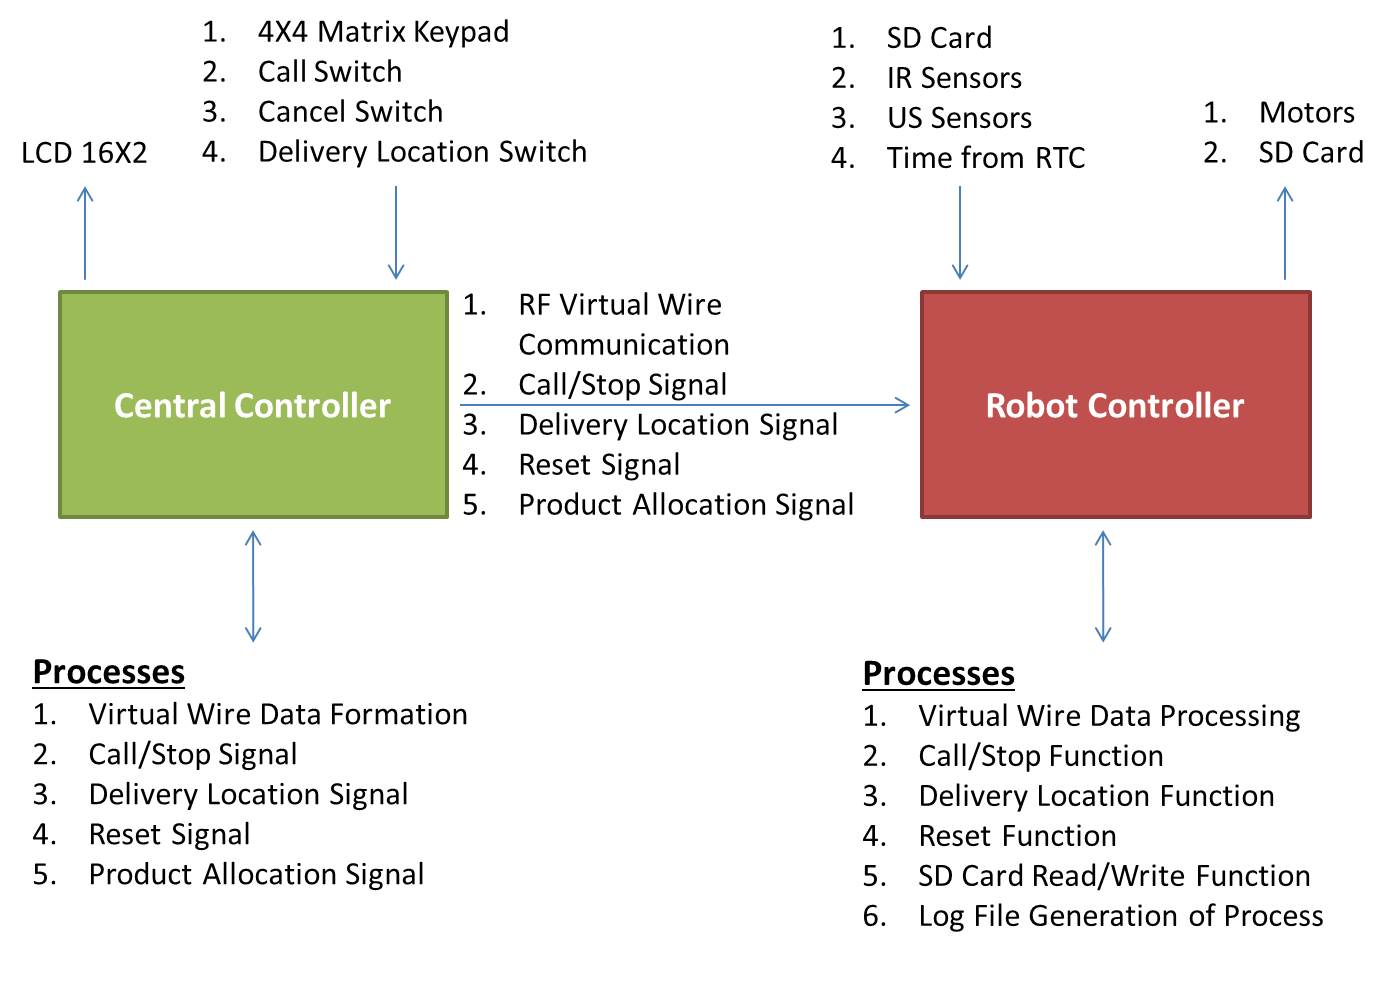 LCD 16X2
1. 4X4 Matrix Keypad
2. Call Switch
3. Cancel Switch
4. Delivery Location Switch
1. SD Card
2. IR Sensors
3. US Sensors
4. Time from RTC
1. Motors
2. SD Card
Central Controller
1. RF Virtual Wire
Communication
2. Call/Stop Signal
3. Delivery Location Signal
4. Reset Signal
5. Product Allocation Signal
Robot Controller
Processes
1. Virtual Wire Data Formation
2. Call/Stop Signal
3. Delivery Location Signal
4. Reset Signal
5. Product Allocation Signal
Processes
1. Virtual Wire Data Processing
2. Call/Stop Function
3. Delivery Location Function
4. Reset Function
5. SD Card Read/Write Function
6. Log File Generation of Process